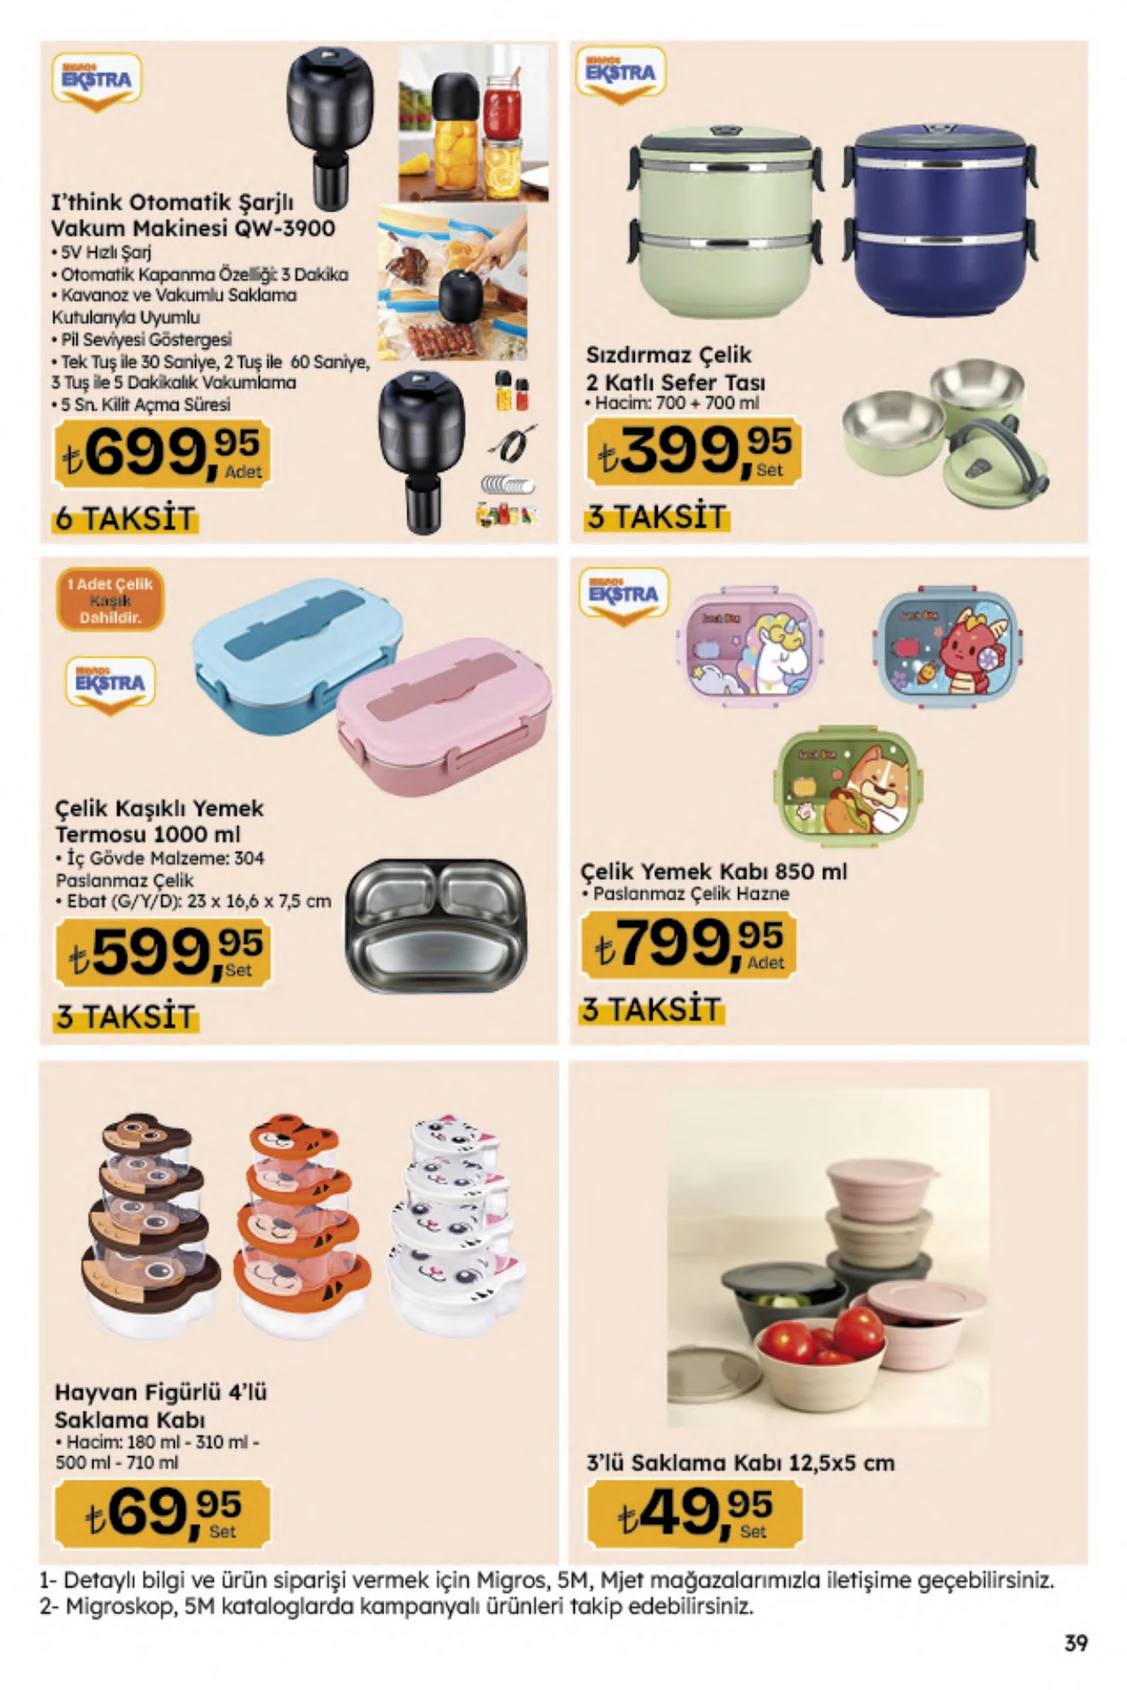 MIGROS
EKSTRA
I'think Otomatik Şarjlı
Vakum Makinesi QW-3900
• 5V Hızlı Şarj
• Otomatik Kapanma Özelliği: 3 Dakika
• Kavanoz ve Vakumlu Saklama
Kutularıyla Uyumlu
• Pil Seviyesi Göstergesi
• Tek Tuş ile 30 Saniye, 2 Tuş ile 60 Saniye,
3 Tuş ile 5 Dakikalık Vakumlama
• 5 Sn. Kilit Açma Süresi
₺699,95
Adet
6 TAKSİT
MIGROS
EKSTRA
Sızdırmaz Çelik
2 Katlı Sefer Tası
• Hacim: 700 + 700 ml
₺399,95
Set
3 TAKSİT
1 Adet Çelik
Kaşık
Dahildir.
MIGROS
EKSTRA
Çelik Kaşıklı Yemek
Termosu 1000 ml
• İç Gövde Malzeme: 304
Paslanmaz Çelik
• Ebat (G/Y/D): 23 x 16,6 x 7,5 cm
₺599,95
Set
3 TAKSİT
MIGROS
EKSTRA
Lunch Box
Lunch Box
Lunch Box
Çelik Yemek Kabı 850 ml
• Paslanmaz Çelik Hazne
₺799,95
Adet
3 TAKSİT
Hayvan Figürlü 4'lü
Saklama Kabı
• Hacim: 180 ml - 310 ml -
500 ml - 710 ml
₺69,95
Set
3'lü Saklama Kabı 12,5x5 cm
₺49,95
Set
1- Detaylı bilgi ve ürün siparişi vermek için Migros, 5M, Mjet mağazalarımızla iletişime geçebilirsiniz.
2- Migroskop, 5M kataloglarda kampanyalı ürünleri takip edebilirsiniz.
39